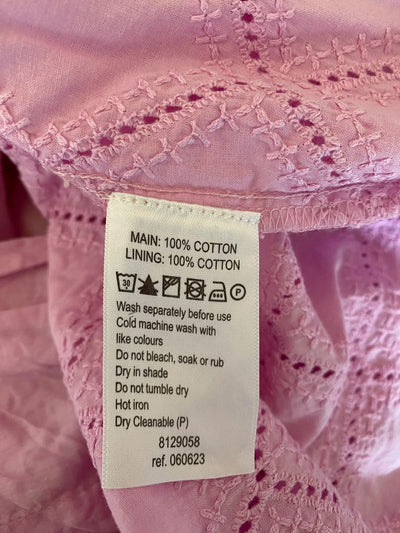 MAIN: 100% COTTON
LINING: 100% COTTON
30 P
Wash separately before use
Cold machine wash with
like colours
Do not bleach, soak or rub
Dry in shade
Do not tumble dry
Hot iron
Dry Cleanable (P)
8129058
ref. 060623